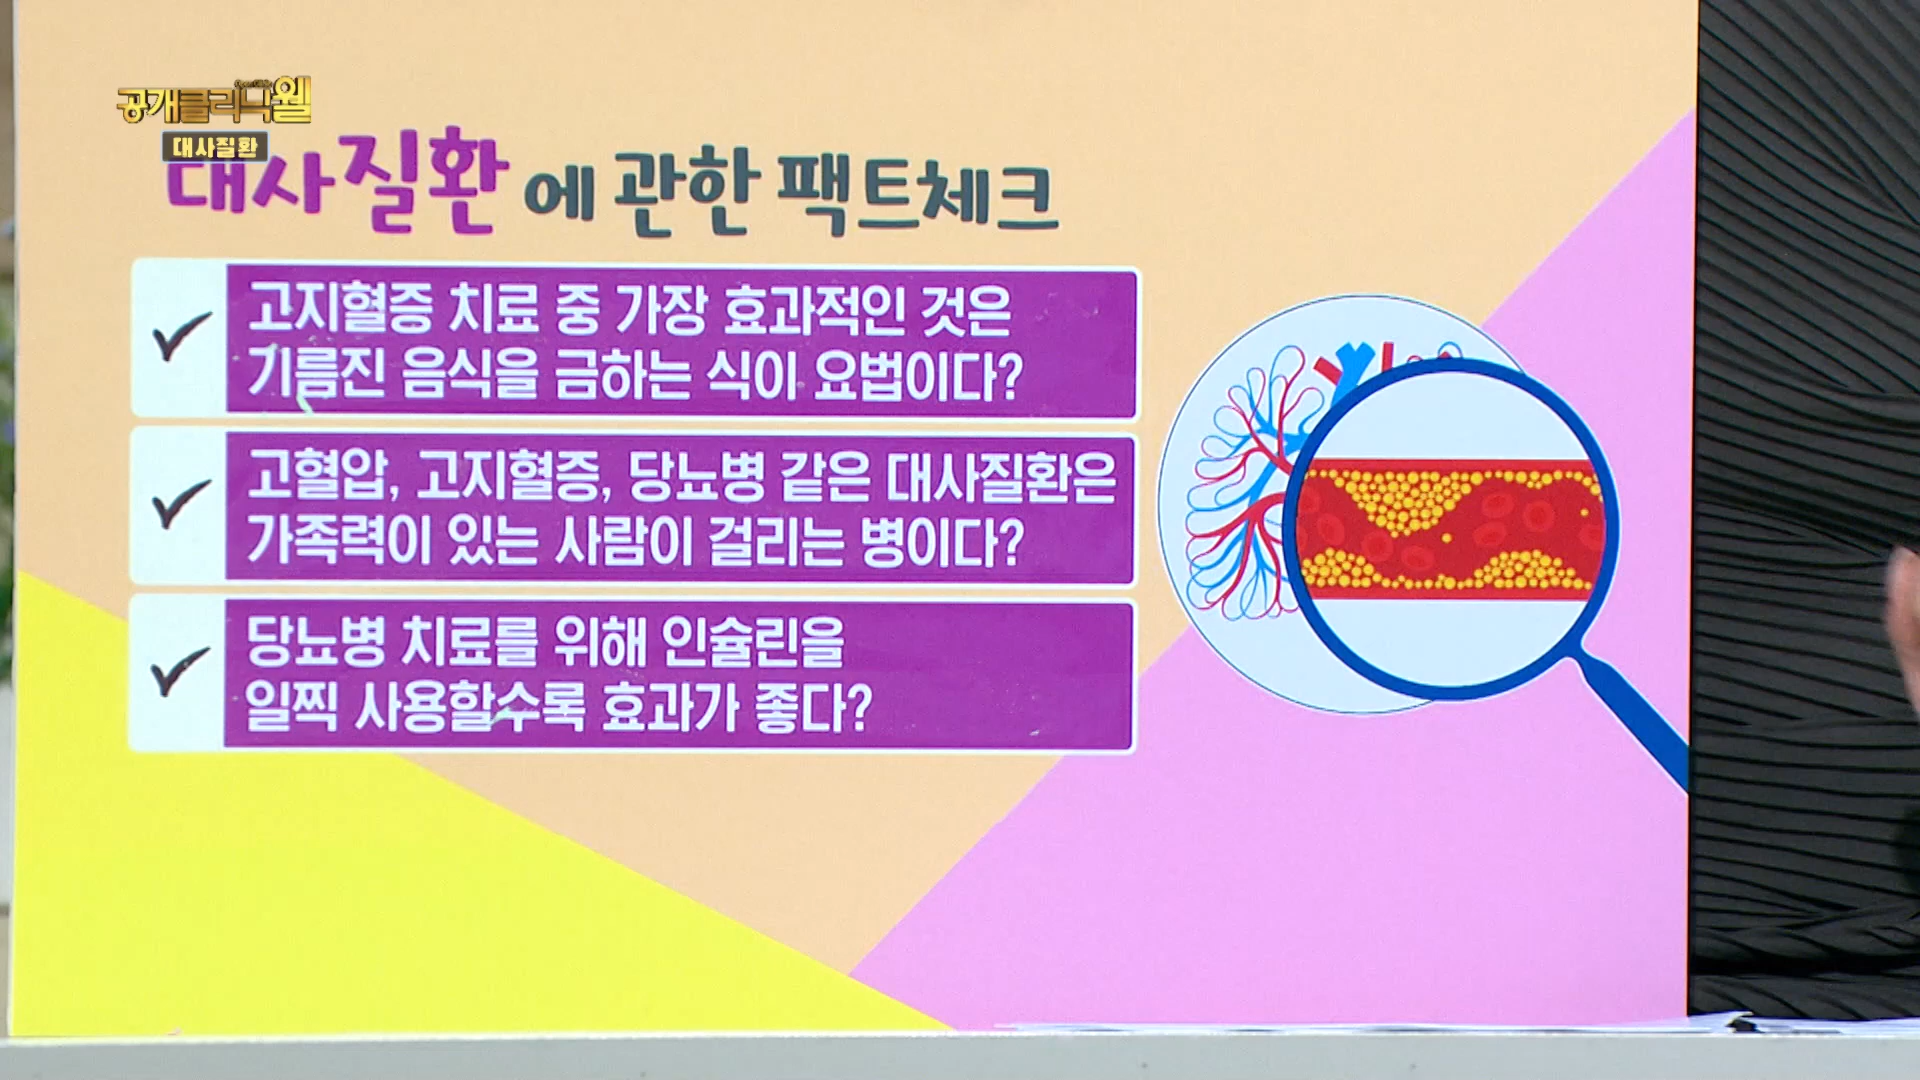 공개클리닉웰
대사질환
대사질환에 관한 팩트체크
고지혈증 치료 중 가장 효과적인 것은
기름진 음식을 금하는 식이 요법이다?
고혈압, 고지혈증, 당뇨병 같은 대사질환은
가족력이 있는 사람이 걸리는 병이다?
당뇨병 치료를 위해 인슐린을
일찍 사용할수록 효과가 좋다?